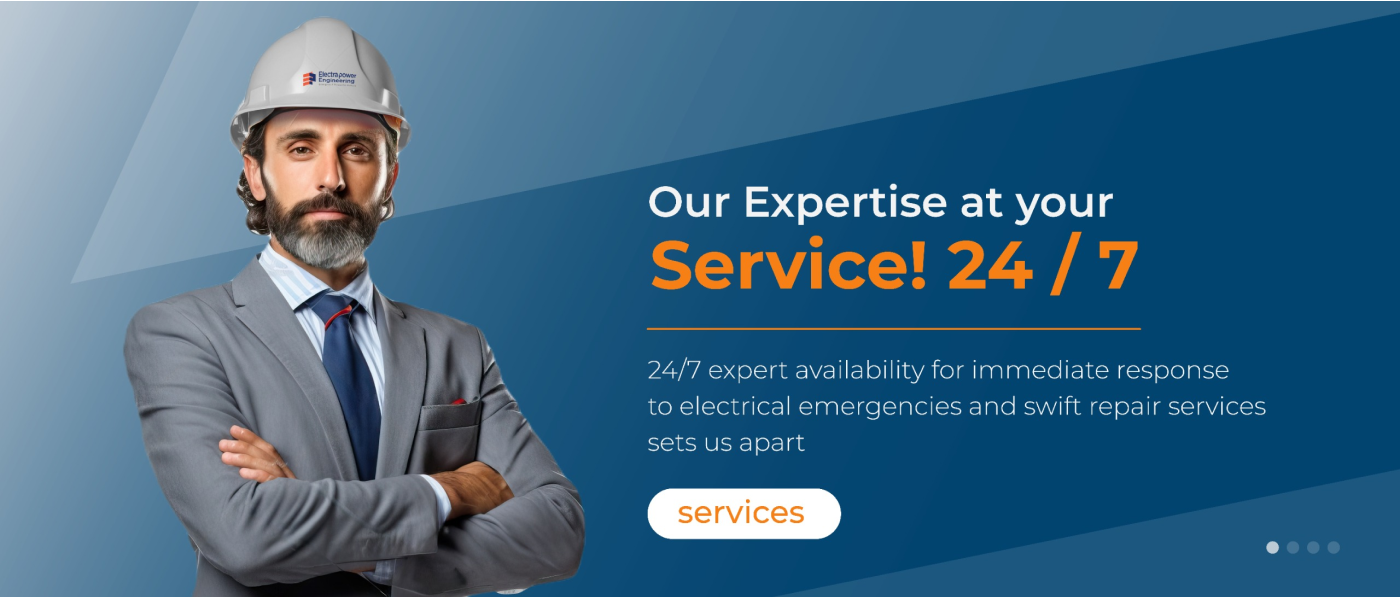 Electrapower
Engineering
Our Expertise at your
Service! 24 / 7
24/7 expert availability for immediate response
to electrical emergencies and swift repair services
sets us apart
services